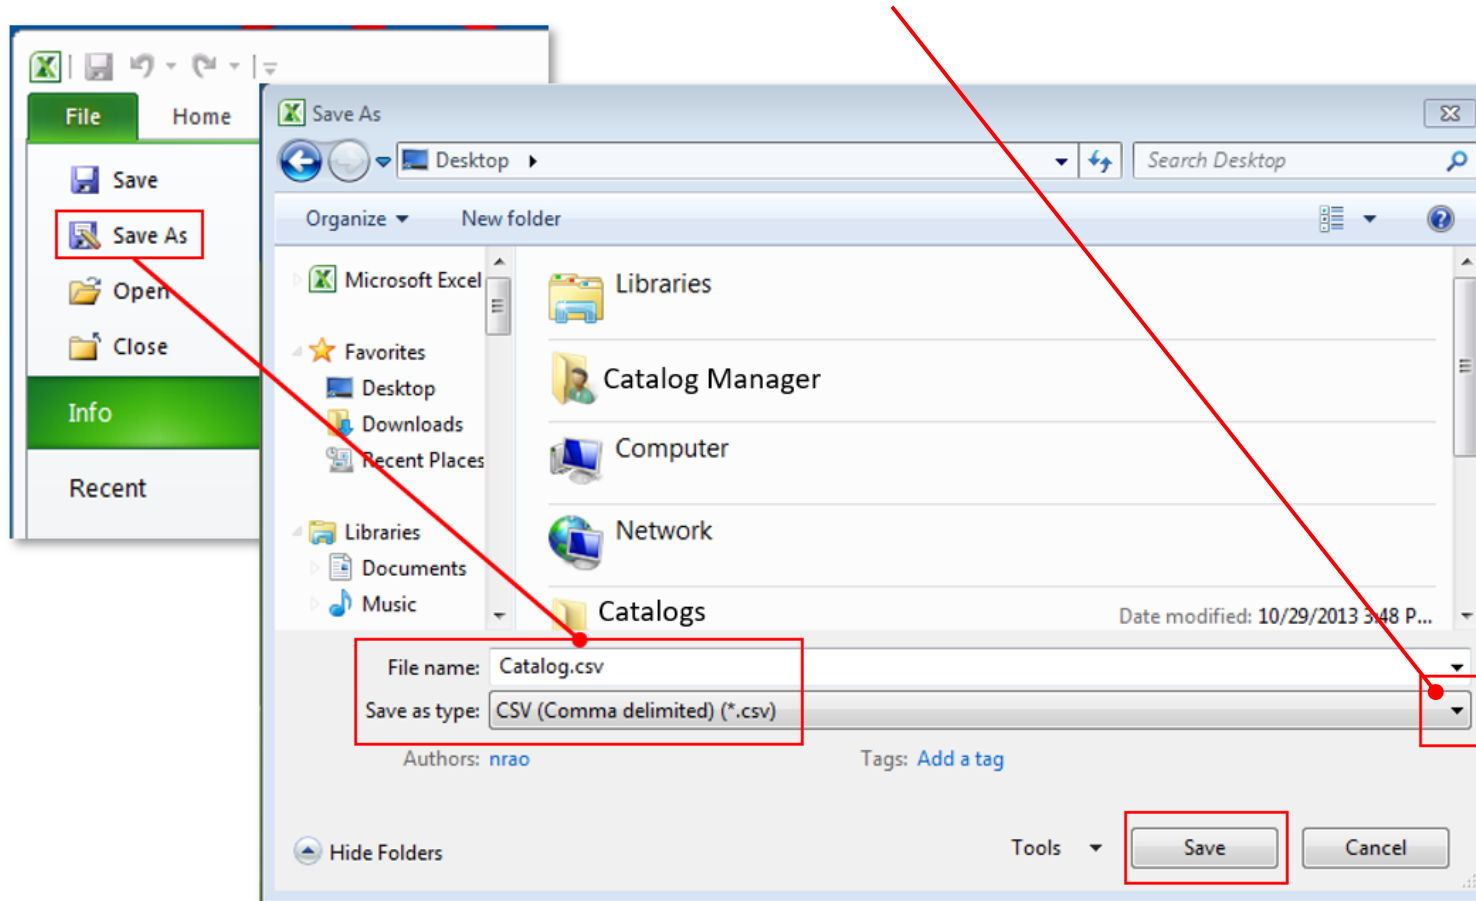 File Home
Save
Save As
Open
Close
Info
Recent
Save As
Desktop
Search Desktop
Organize New folder
Microsoft Excel
Favorites
Desktop
Downloads
Recent Places
Libraries
Documents
Music
Libraries
Catalog Manager
Computer
Network
Catalogs Date modified: 10/29/2013 3:48 P...
File name: Catalog.csv
Save as type: CSV (Comma delimited) (*.csv)
Authors: nrao Tags: Add a tag
Hide Folders Tools Save Cancel